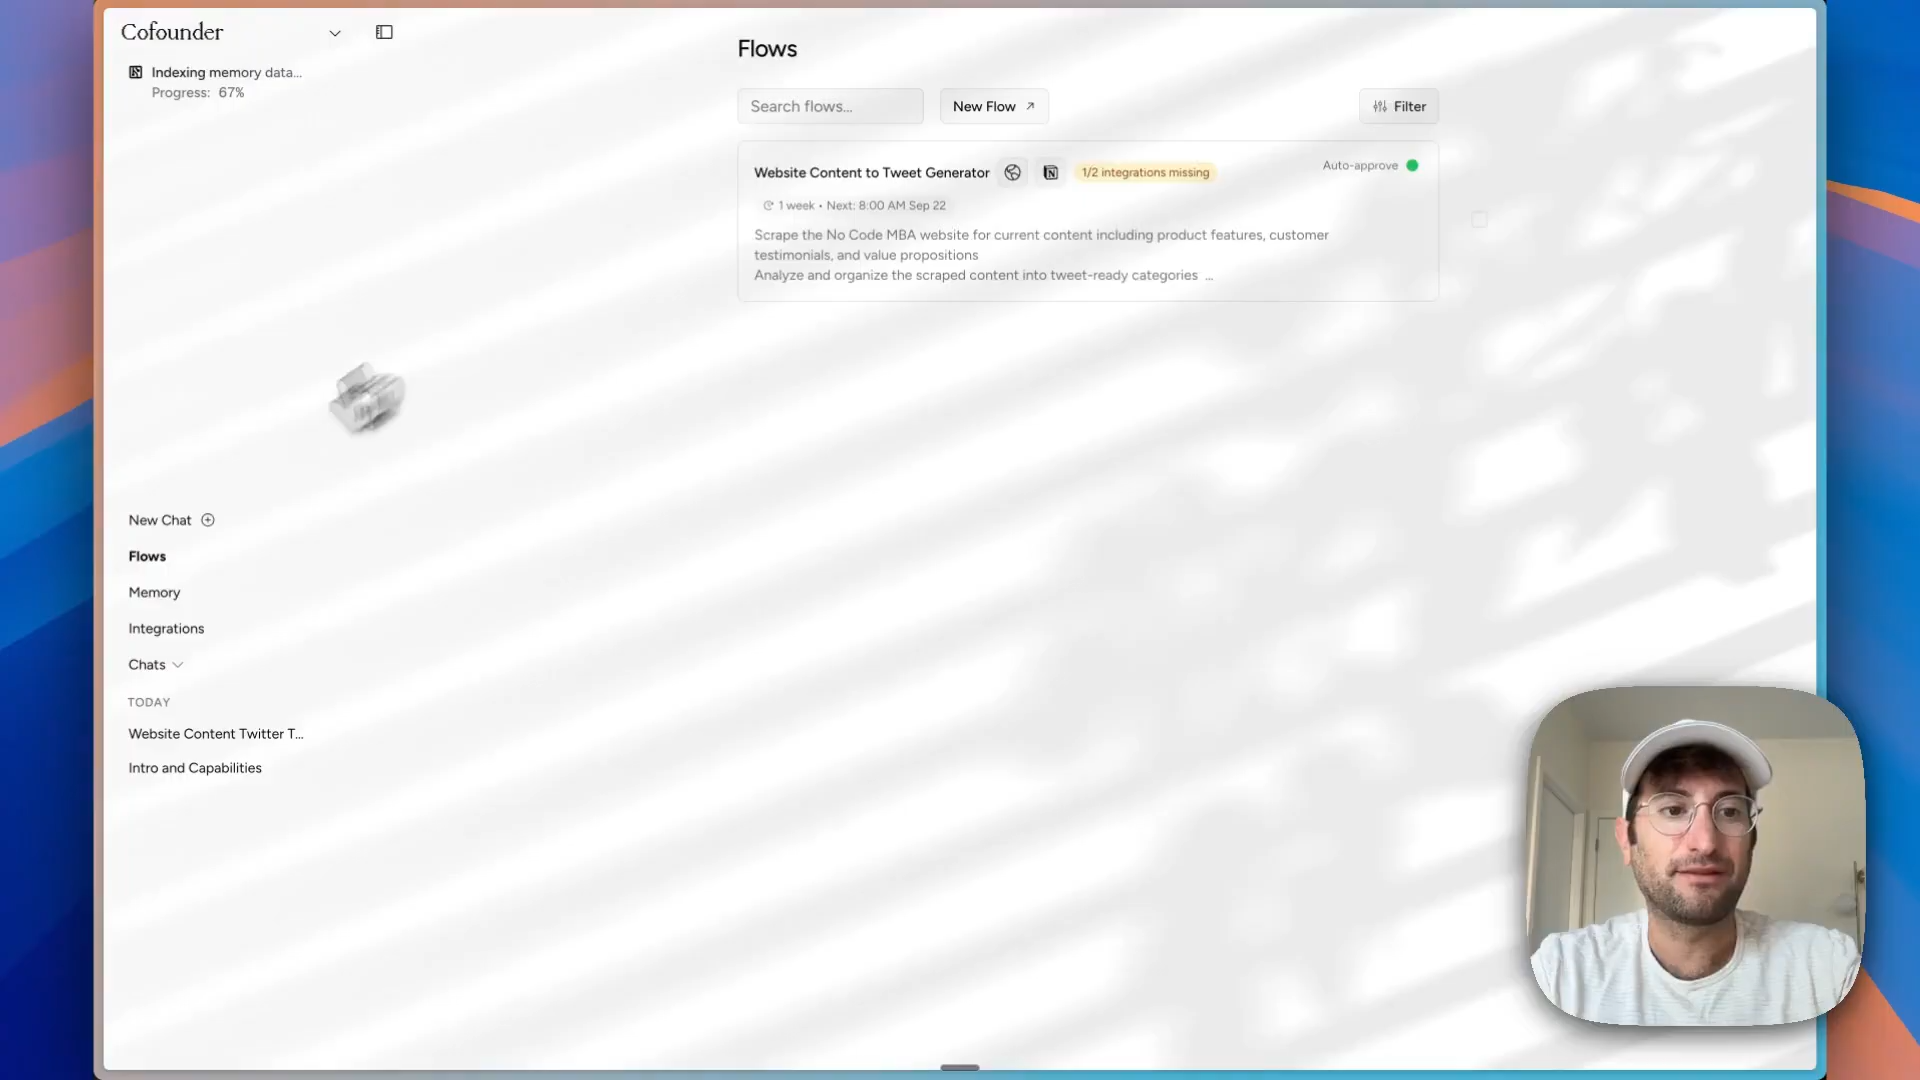 Cofounder
Indexing memory data...
Progress: 67%
New Chat
Flows
Memory
Integrations
Chats
TODAY
Website Content Twitter T...
Intro and Capabilities
Flows
Search flows...
New Flow
Filter
Website Content to Tweet Generator
1/2 integrations missing
Auto-approve
1 week • Next: 8:00 AM Sep 22
Scrape the No Code MBA website for current content including product features, customer
testimonials, and value propositions
Analyze and organize the scraped content into tweet-ready categories ...